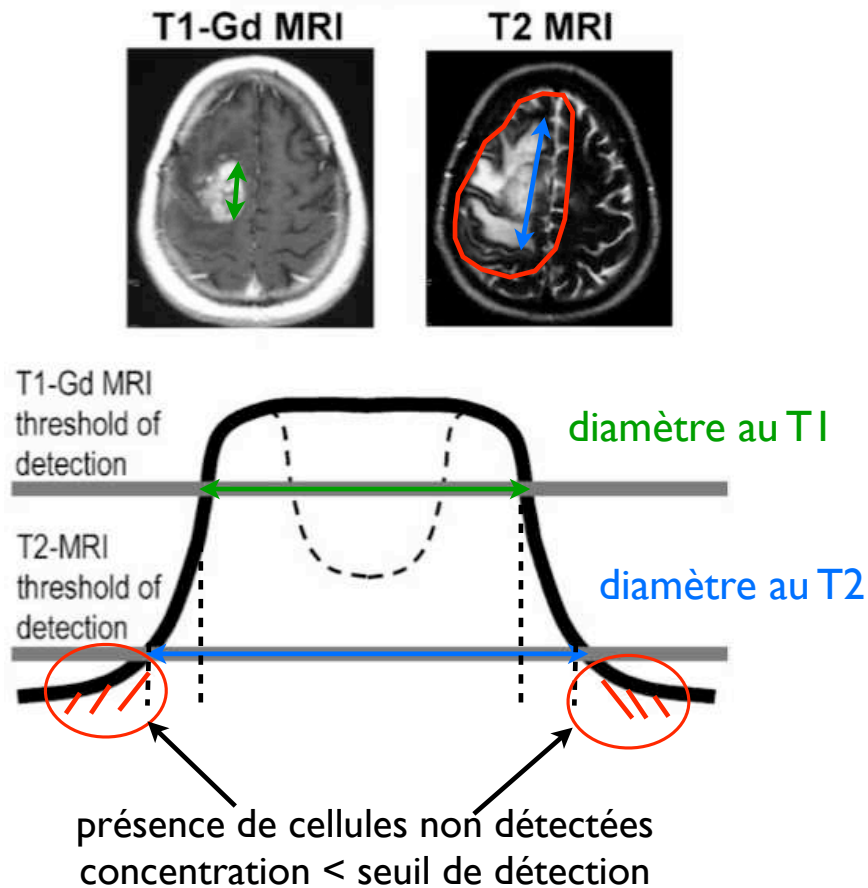 T1-Gd MRI
T2 MRI
T1-Gd MRI
threshold of
detection
diamètre au T1
T2-MRI
threshold of
detection
diamètre au T2
présence de cellules non détectées
concentration < seuil de détection